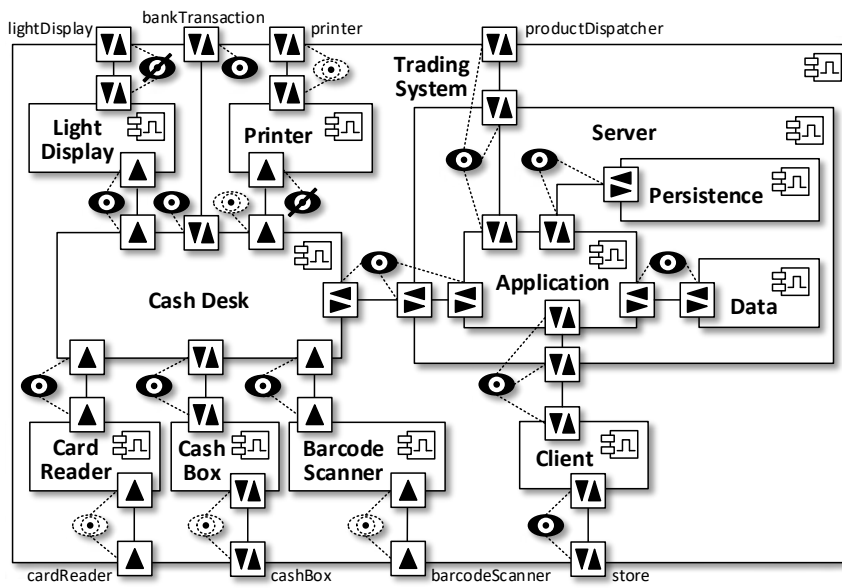 lightDisplay
bankTransaction
printer
productDispatcher
Trading
System
Light
Display
Printer
Server
Persistence
Cash Desk
Application
Data
Card
Reader
Cash
Box
Barcode
Scanner
Client
cardReader
cashBox
barcodeScanner
store